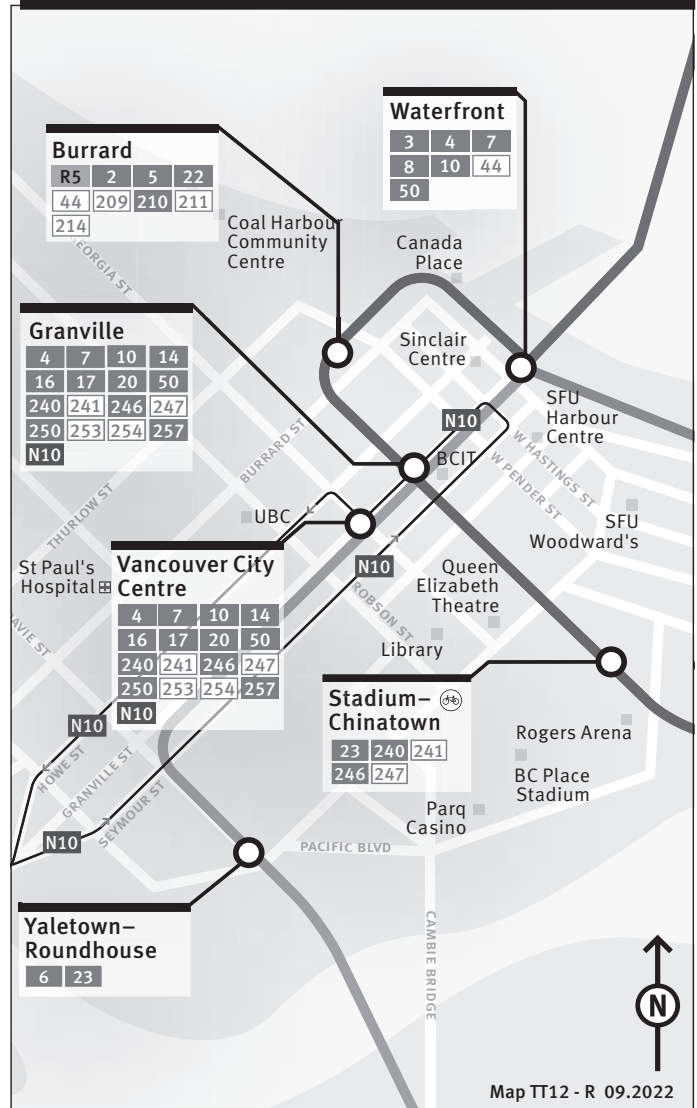 Waterfront
3 4 7
8 10 44
50
Burrard
R5 2 5 22
44 209 210 211
214
Coal Harbour
Community
Centre
Canada
Place
GEORGIA ST
Granville
4 7 10 14
16 17 20 50
240 241 246 247
250 253 254 257
N10
Sinclair
Centre
SFU
Harbour
Centre
N10
BURRARD ST
BCIT
W HASTINGS ST
W PENDER ST
THURLOW ST
UBC
SFU
Woodward's
St Paul's
Hospital
Vancouver City
Centre
4 7 10 14
16 17 20 50
240 241 246 247
250 253 254 257
N10
N10
Queen
Elizabeth
Theatre
ROBSON ST
Library
AVIE ST
Stadium–
Chinatown
23 240 241
246 247
Rogers Arena
BC Place
Stadium
N10
HOWE ST
GRANVILLE ST
SEYMOUR ST
Parq
Casino
N10
PACIFIC BLVD
Yaletown–
Roundhouse
6 23
CAMBIE BRIDGE
N
Map TT12 - R 09.2022